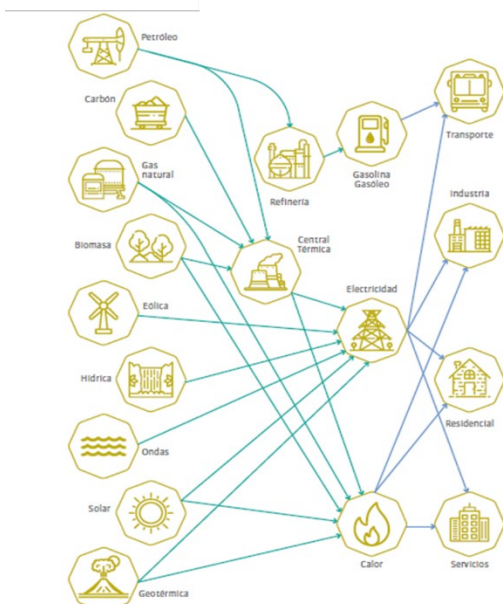 Petróleo
Carbón
Gas
natural
Biomasa
Eólica
Hídrica
Ondas
Solar
Geotérmica
Refinería
Gasolina
Gasóleo
Central
Térmica
Electricidad
Calor
Transporte
Industria
Residencial
Servicios